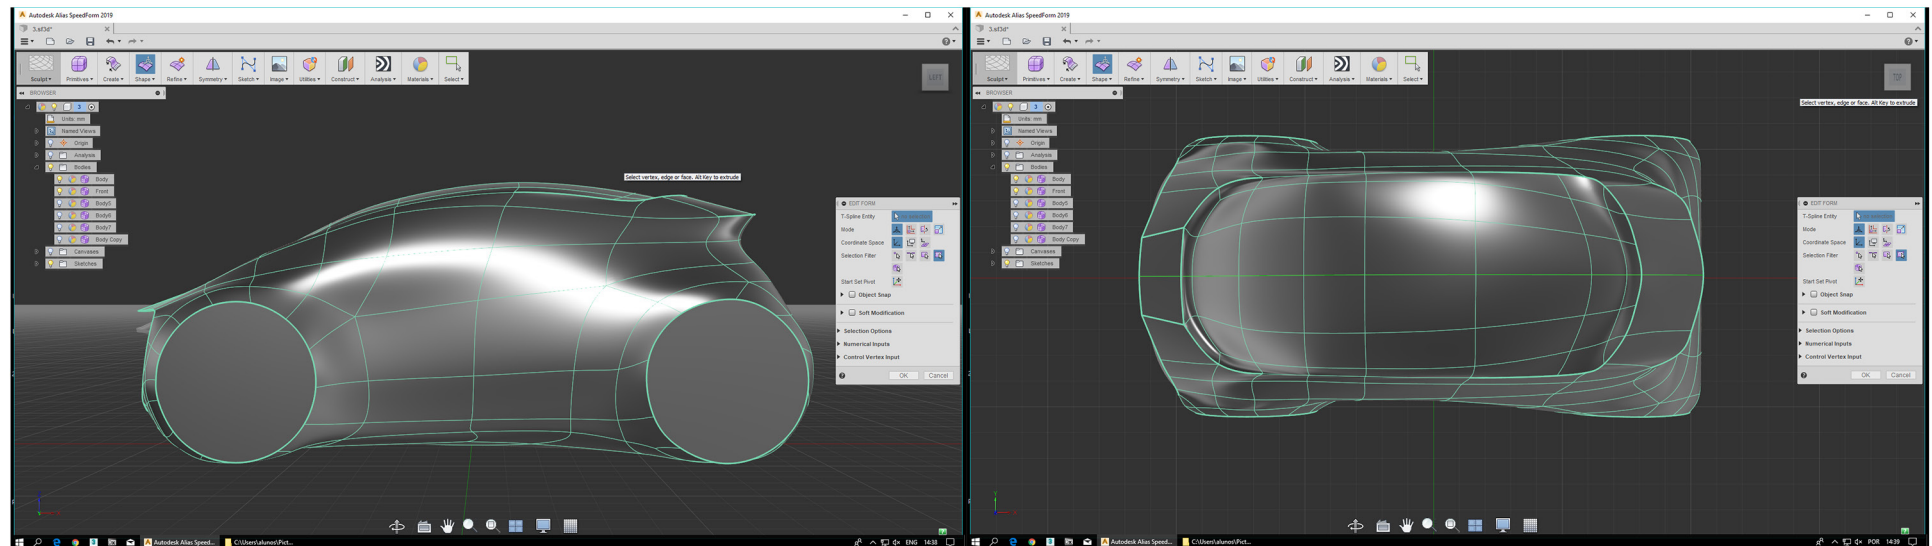 Autodesk Alias SpeedForm 2019
3.asf3d*
Sculpt Primitives Create Shape Refine Symmetry Sketch Image Utilities Construct Analysis Materials Select
LEFT
BROWSER
3
Units: mm
Named Views
Origin
Analysis
Bodies
Body
Front
Body5
Body6
Body7
Body Copy
Canvases
Sketches
Select vertex, edge or face. Alt Key to extrude
EDIT FORM
T-Spline Entity
Mode
Coordinate Space
Selection Filter
Start Set Pivot
Object Snap
Soft Modification
Selection Options
Numerical Inputs
Control Vertex Input
OK Cancel
Autodesk Alias SpeedF...
C:\Users\alunos\Pict...
ENG 14:38
Autodesk Alias SpeedForm 2019
3.asf3d*
Sculpt Primitives Create Shape Refine Symmetry Sketch Image Utilities Construct Analysis Materials Select
TOP
Select vertex, edge or face. Alt Key to extrude
BROWSER
3
Units: mm
Named Views
Origin
Analysis
Bodies
Body
Front
Body5
Body6
Body7
Body Copy
Canvases
Sketches
EDIT FORM
T-Spline Entity
Mode
Coordinate Space
Selection Filter
Start Set Pivot
Object Snap
Soft Modification
Selection Options
Numerical Inputs
Control Vertex Input
OK Cancel
Autodesk Alias Speed...
C:\Users\alunos\Pict...
POR 14:39